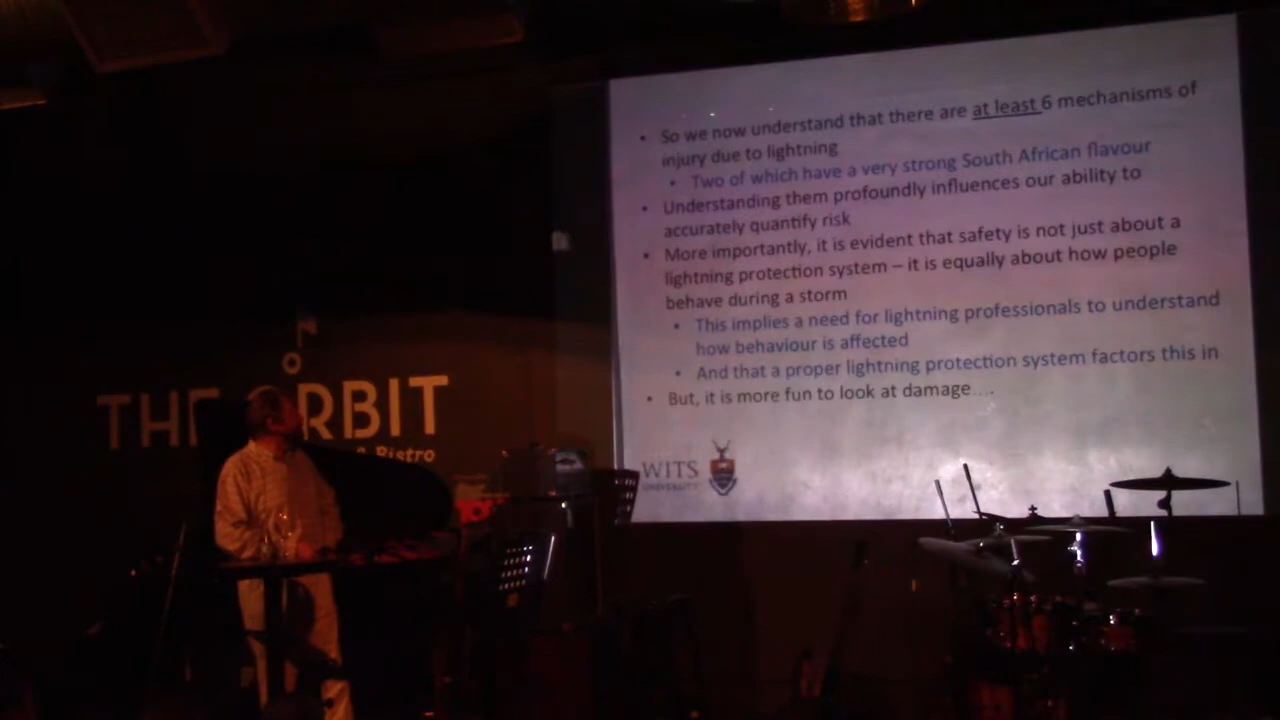 So we now understand that there are at least 6 mechanisms of
injury due to lightning
Two of which have a very strong South African flavour
Understanding them profoundly influences our ability to
accurately quantify risk
More importantly, it is evident that safety is not just about a
lightning protection system – it is equally about how people
behave during a storm
This implies a need for lightning professionals to understand
how behaviour is affected
And that a proper lightning protection system factors this in
But, it is more fun to look at damage....
WITS
UNIVERSITY
THE ORBIT
& Bistro